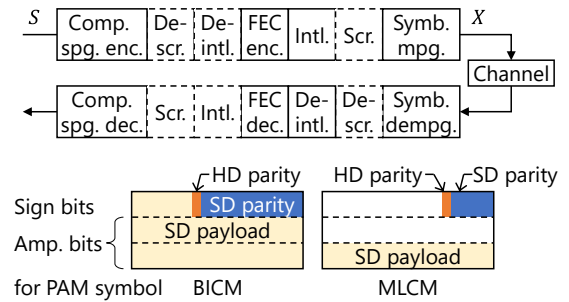 S
Comp. spg. enc.
De-scr.
De-intl.
FEC enc.
Intl.
Scr.
Symb. mpg.
X
Channel
Comp. spg. dec.
Scr.
Intl.
FEC dec.
De-intl.
De-scr.
Symb. dempg.
HD parity
HD parity
SD parity
Sign bits
SD parity
Amp. bits
SD payload
SD payload
for PAM symbol
BICM
MLCM